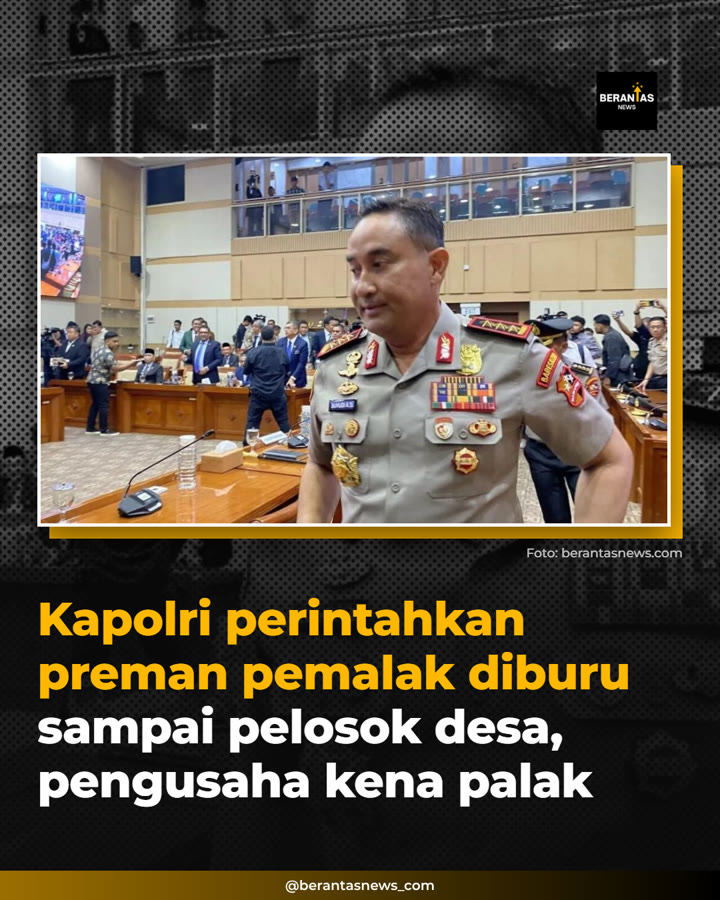 BERANTAS
NEWS
Foto: berantasnews.com
Kapolri perintahkan
preman pemalak diburu
sampai pelosok desa,
pengusaha kena palak
@berantasnews_com